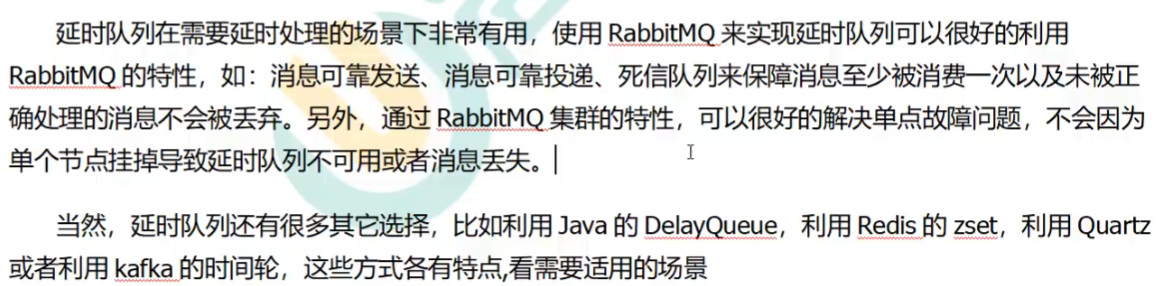 延时队列在需要延时处理的场景下非常有用，使用 RabbitMQ 来实现延时队列可以很好的利用
RabbitMQ 的特性，如：消息可靠发送、消息可靠投递、死信队列来保障消息至少被消费一次以及未被正
确处理的消息不会被丢弃。另外，通过 RabbitMQ 集群的特性，可以很好的解决单点故障问题，不会因为
单个节点挂掉导致延时队列不可用或者消息丢失。
当然，延时队列还有很多其它选择，比如利用 Java 的 DelayQueue，利用 Redis 的 zset，利用 Quartz
或者利用 kafka 的时间轮，这些方式各有特点,看需要适用的场景